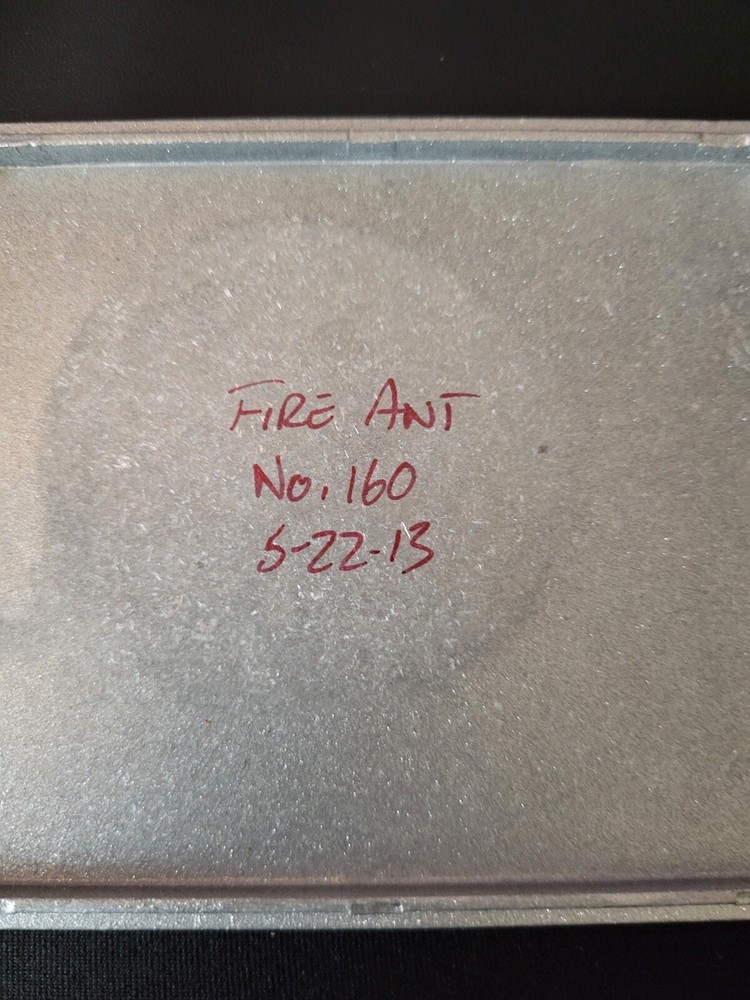 FIRE ANT
No. 160
5-22-13